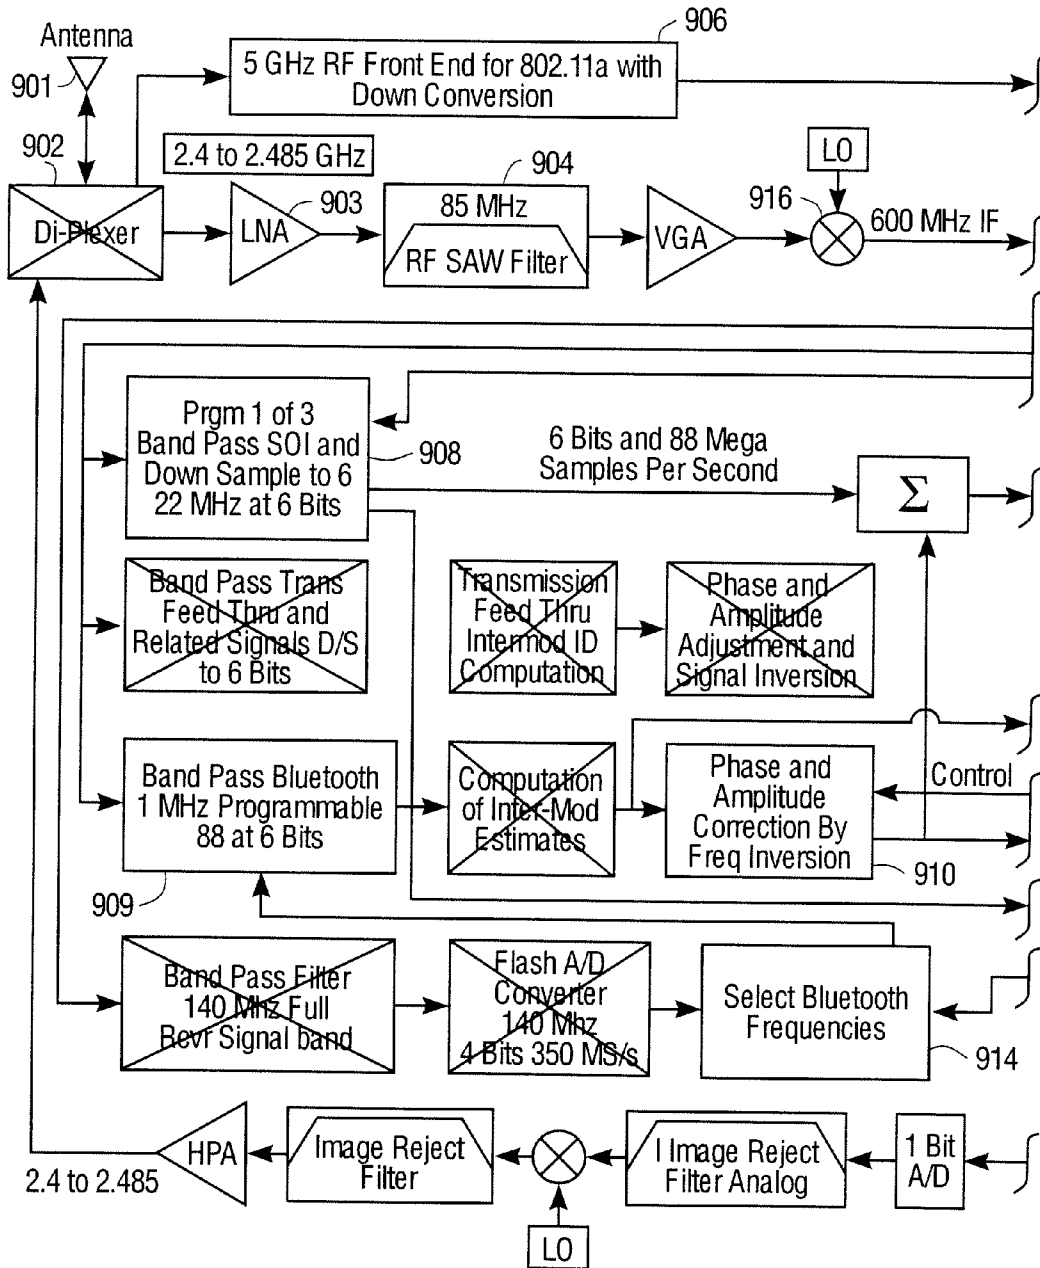 Antenna
901
906
5 GHz RF Front End for 802.11a with
Down Conversion
902
2.4 to 2.485 GHz
904
LO
Di-Plexer
LNA
903
85 MHz
RF SAW Filter
VGA
916
600 MHz IF
Prgm 1 of 3
Band Pass SOI and
Down Sample to 6
22 MHz at 6 Bits
908
6 Bits and 88 Mega
Samples Per Second
Σ
Band Pass Trans
Feed Thru and
Related Signals D/S
to 6 Bits
Transmission
Feed Thru
Intermod ID
Computation
Phase and
Amplitude
Adjustment and
Signal Inversion
Band Pass Bluetooth
1 MHz Programmable
88 at 6 Bits
909
Computation
of Inter-Mod
Estimates
Phase and
Amplitude
Correction By
Freq Inversion
Control
910
Band Pass Filter
140 Mhz Full
Rcvr Signal band
Flash A/D
Converter
140 Mhz
4 Bits 350 MS/s
Select Bluetooth
Frequencies
914
2.4 to 2.485
HPA
Image Reject
Filter
LO
I Image Reject
Filter Analog
1 Bit
A/D